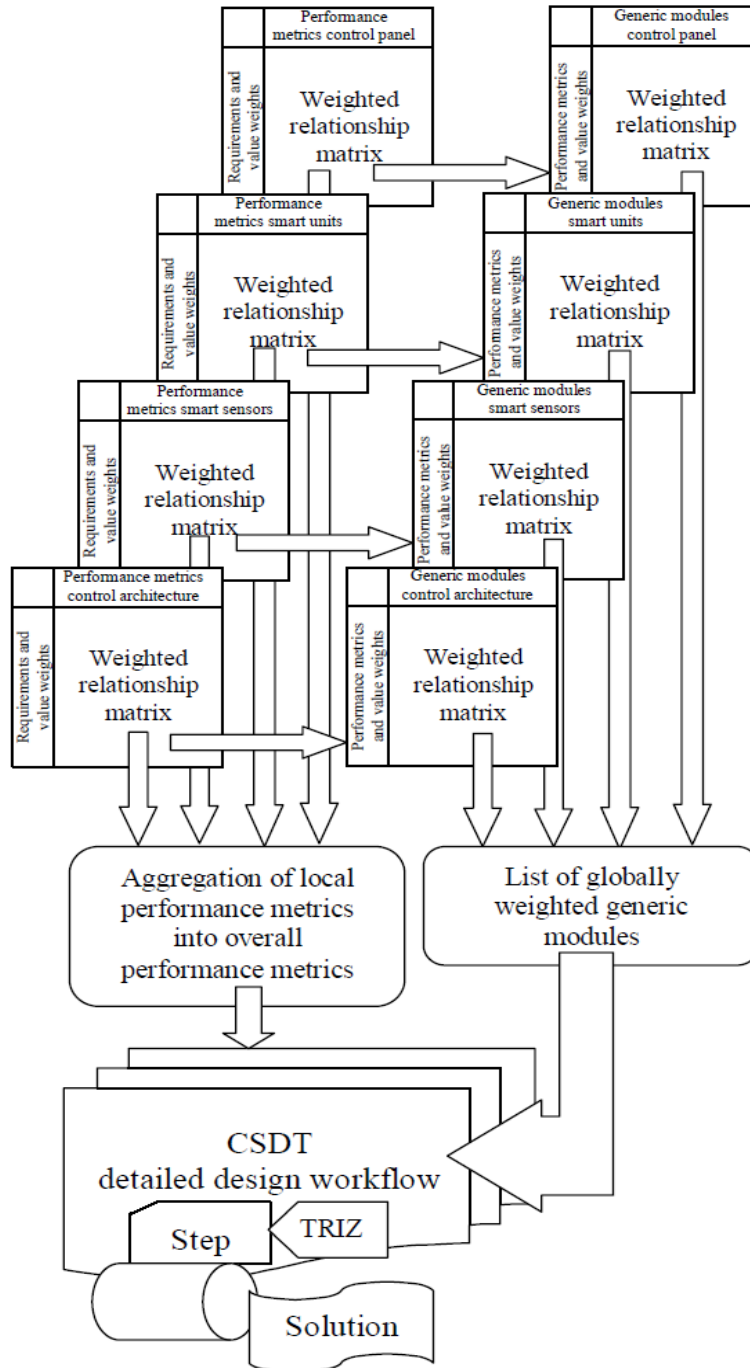 Performance
metrics control panel
Requirements and
value weights
Weighted
relationship
matrix
Generic modules
control panel
Performance metrics
and value weights
Weighted
relationship
matrix
Performance
metrics smart units
Requirements and
value weights
Weighted
relationship
matrix
Generic modules
smart units
Performance metrics
and value weights
Weighted
relationship
matrix
Performance
metrics smart sensors
Requirements and
value weights
Weighted
relationship
matrix
Generic modules
smart sensors
Performance metrics
and value weights
Weighted
relationship
matrix
Performance metrics
control architecture
Requirements and
value weights
Weighted
relationship
matrix
Generic modules
control architecture
Performance metrics
and value weights
Weighted
relationship
matrix
Aggregation of local
performance metrics
into overall
performance metrics
List of globally
weighted generic
modules
CSDT
detailed design workflow
Step
TRIZ
Solution